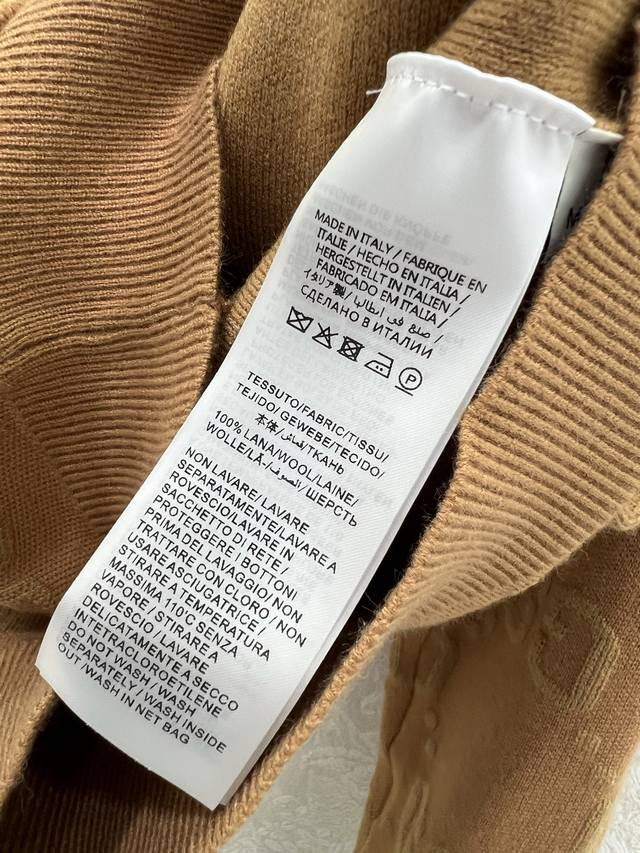 MADE IN ITALY / FABRIQUE EN
ITALIE / HECHO EN ITALIA /
HERGESTELLT IN ITALIEN /
FABRICADO EM ITALIA /
イタリア製 / صنع في ايطاليا /
СДЕЛАНО В ИТАЛИИ
P
TESSUTO/FABRIC/TISSU/
TEJIDO/ GEWEBE/TECIDO/
本体/قماش/ТКАНЬ
100% LANA/WOOL/LAINE/
WOLLE/LÃ-/الصوف/ШЕРСТЬ
NON LAVARE/ LAVARE
SEPARATAMENTE/ LAVARE A
ROVESCIO/LAVARE IN
SACCHETTO DI RETE/
PROTEGGERE / BOTTONI
PRIMA DEL LAVAGGIO/ NON
TRATTARE CON CLORO / NON
USARE ASCIUGATRICE /
STIRARE A TEMPERATURA
MASSIMA 110℃ SENZA
VAPORE / STIRARE A
ROVESCIO / LAVARE
DELICATAMENTE A SECCO
INTETRACLOROETILENE
DO NOT WASH / WASH
SEPARATELY / WASH INSIDE
OUT / WASH IN NET BAG